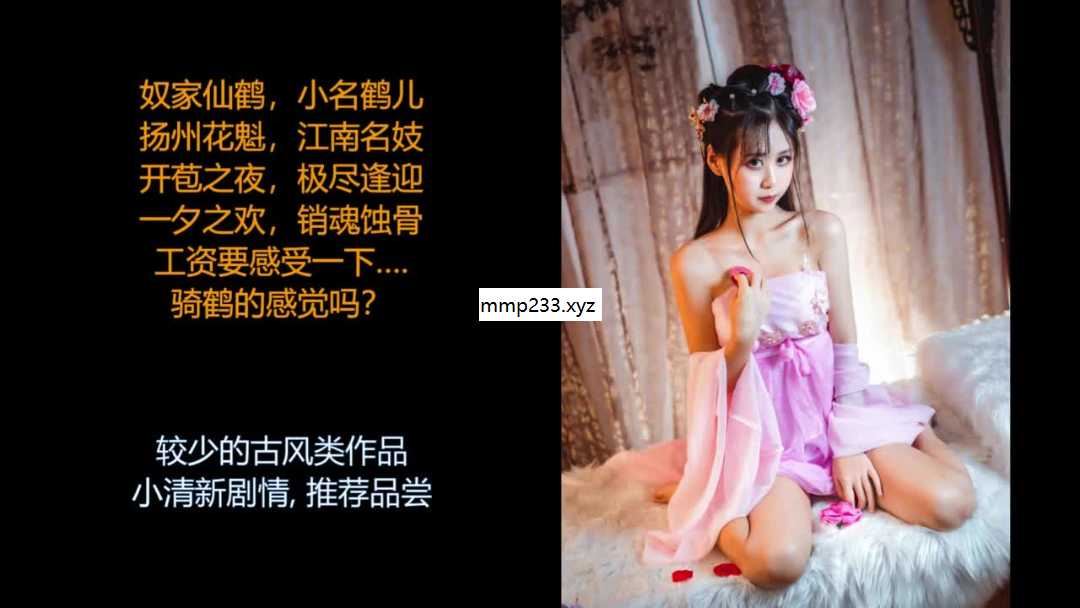 奴家仙鹤，小名鹤儿
扬州花魁，江南名妓
开苞之夜，极尽逢迎
一夕之欢，销魂蚀骨
工资要感受一下....
骑鹤的感觉吗?
mmp233.xyz
较少的古风类作品
小清新剧情, 推荐品尝